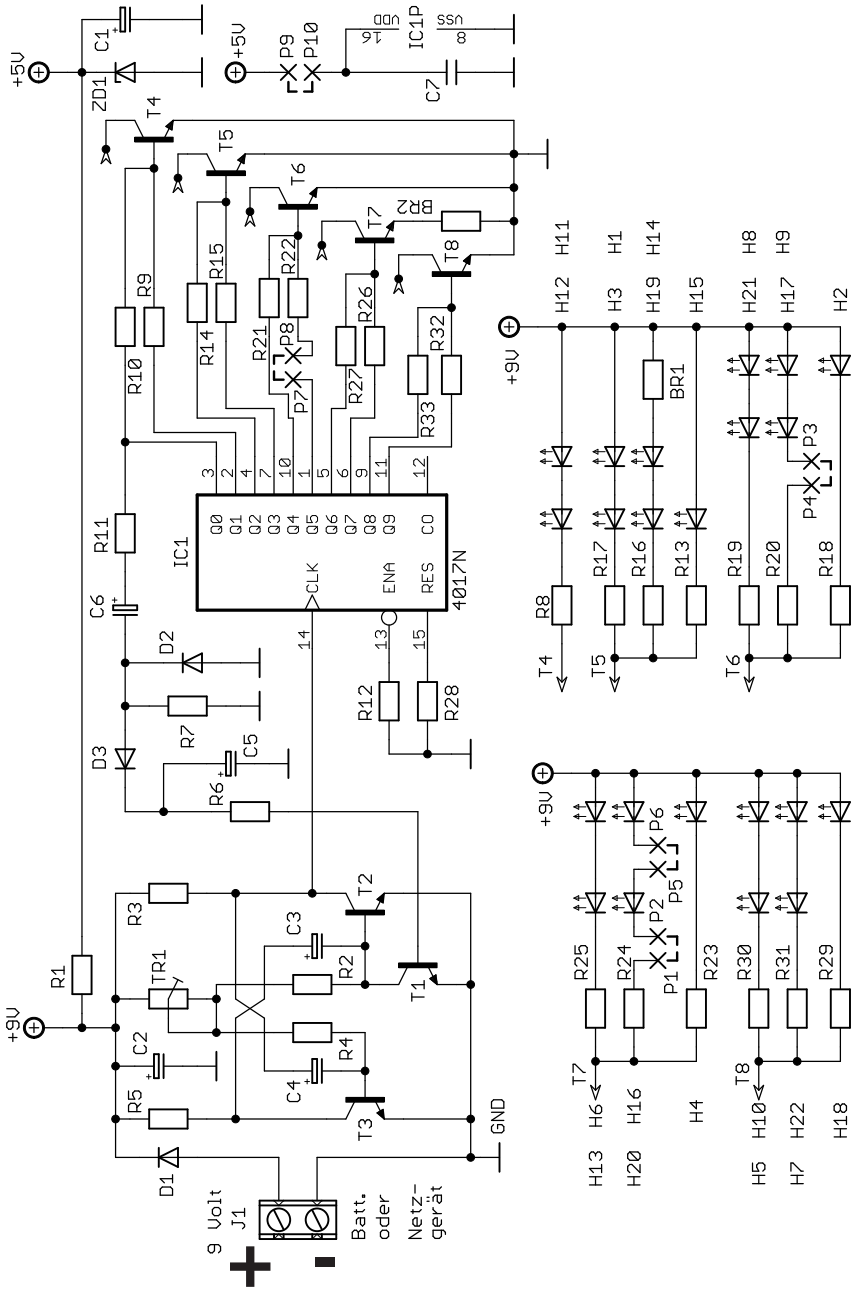 9 Volt
J1
Batt.
oder
Netz-
gerät
+
-
D1
+9V
R5
C2
TR1
R3
R1
C4
R4
R2
C3
T3
T1
T2
GND
R6
C5
D3
R7
D2
C6
R11
14
13
15
R12
R28
IC1
4017N
CLK
ENA
RES
Q0
Q1
Q2
Q3
Q4
Q5
Q6
Q7
Q8
Q9
CO
3
2
4
7
10
1
5
6
9
11
12
R10
R9
R14
R15
R21
R22
P7
P8
R27
R26
R33
R32
T4
T5
T6
T7
T8
BR2
+5V
ZD1
C1
+5V
P9
P10
C7
16
VDD
IC1P
VSS
8
+9V
T7
H13 H6
R25
H20 H16
R24
P1
P2
P5
P6
H4
R23
T8
H5 H10
R30
H7 H22
R31
H18
R29
+9V
T4
R8
H12 H11
T5
R17
H3 H1
R16
BR1
H19 H14
R13
H15
T6
R19
H21 H8
R20
P4
P3
H17 H9
R18
H2